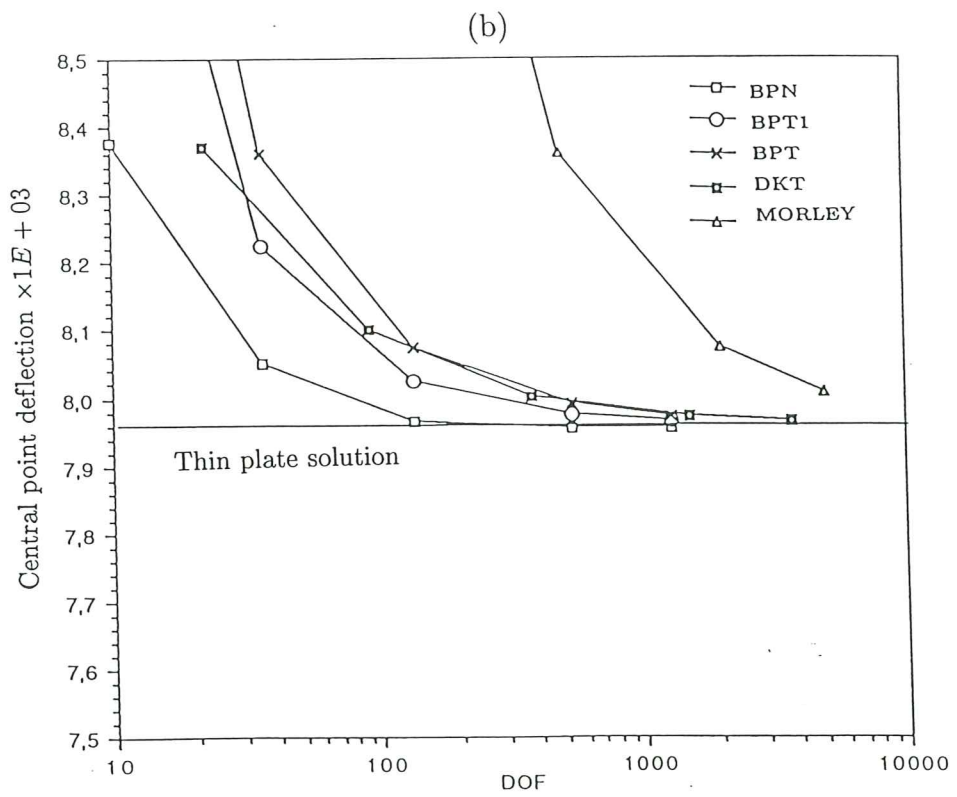 (b)
8,5
8,4
8,3
8,2
8,1
8,0
7,9
7,8
7,7
7,6
7,5
Central point deflection ×1E + 03
BPN
BPT1
BPT
DKT
MORLEY
Thin plate solution
10
100
1000
10000
DOF